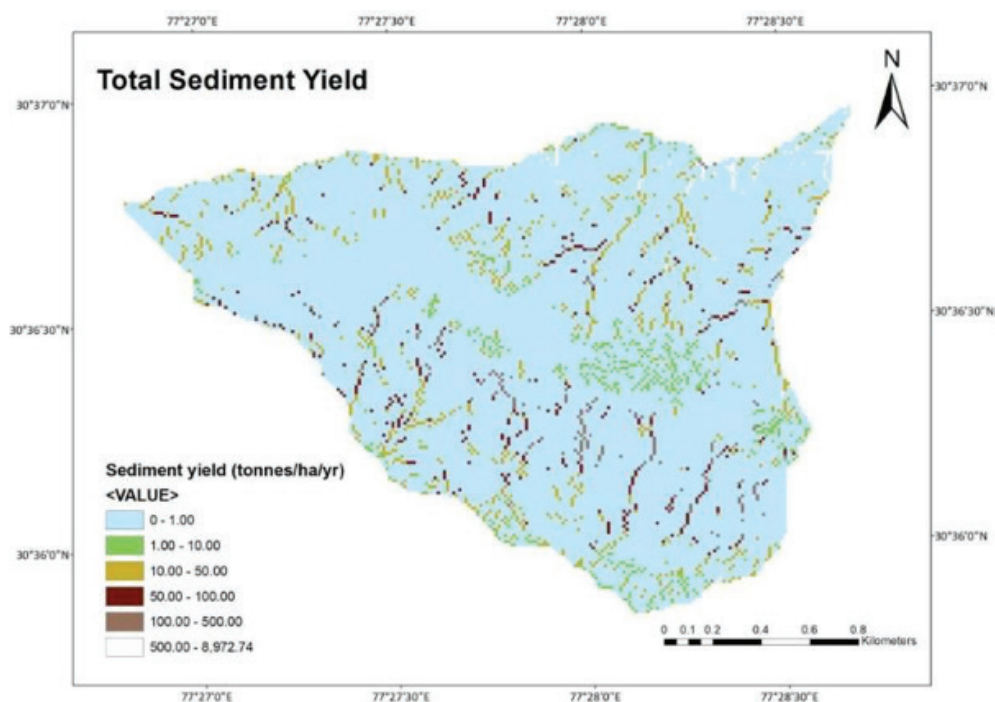 77°27'0"E 77°27'30"E 77°28'0"E 77°28'30"E
Total Sediment Yield
N
30°37'0"N
30°37'0"N
30°36'30"N
30°36'30"N
30°36'0"N
30°36'0"N
Sediment yield (tonnes/ha/yr)
<VALUE>
0 - 1.00
1.00 - 10.00
10.00 - 50.00
50.00 - 100.00
100.00 - 500.00
500.00 - 8,972.74
0 0.1 0.2 0.4 0.6 0.8
Kilometers
77°27'0"E 77°27'30"E 77°28'0"E 77°28'30"E